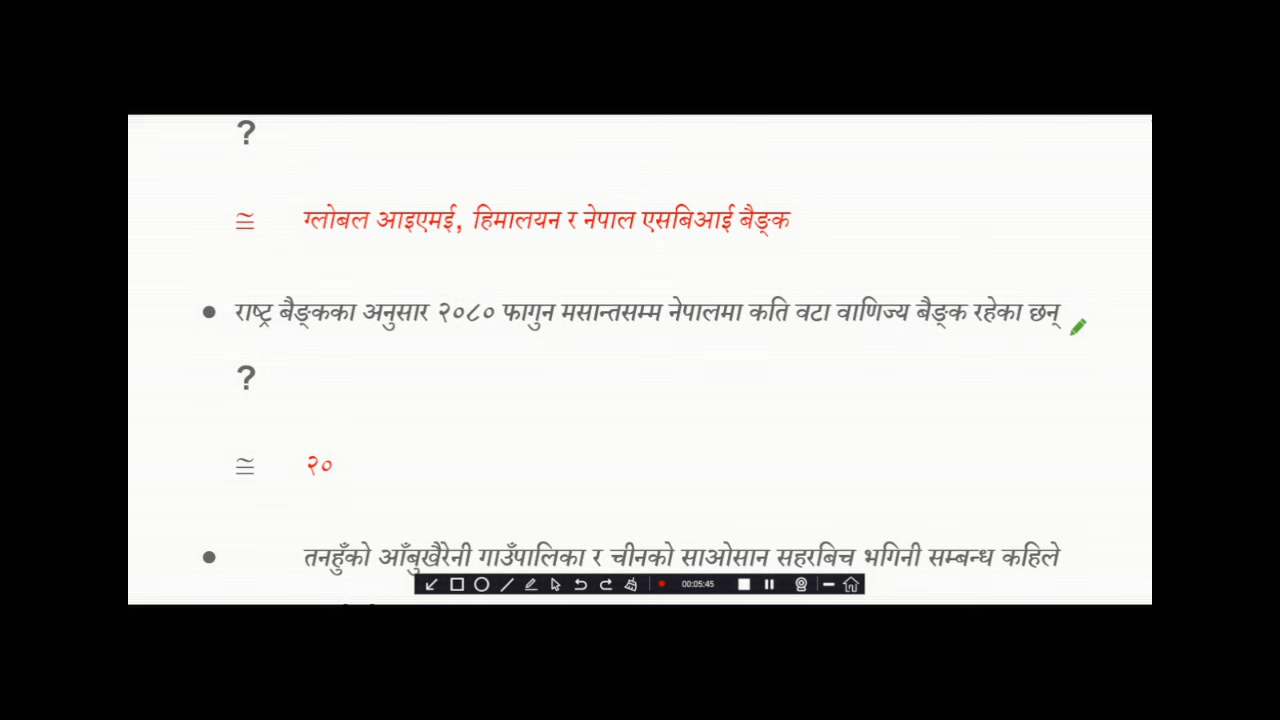 ?
≅ ग्लोबल आइएमई, हिमालयन र नेपाल एसबिआई बैङ्क
● राष्ट्र बैङ्कका अनुसार २०८० फागुन मसान्तसम्म नेपालमा कति वटा वाणिज्य बैङ्क रहेका छन्
?
≅ २०
● तनहुँको आँबुखैरेनी गाउँपालिका र चीनको साओसान सहरबिच भगिनी सम्बन्ध कहिले
00:05:45